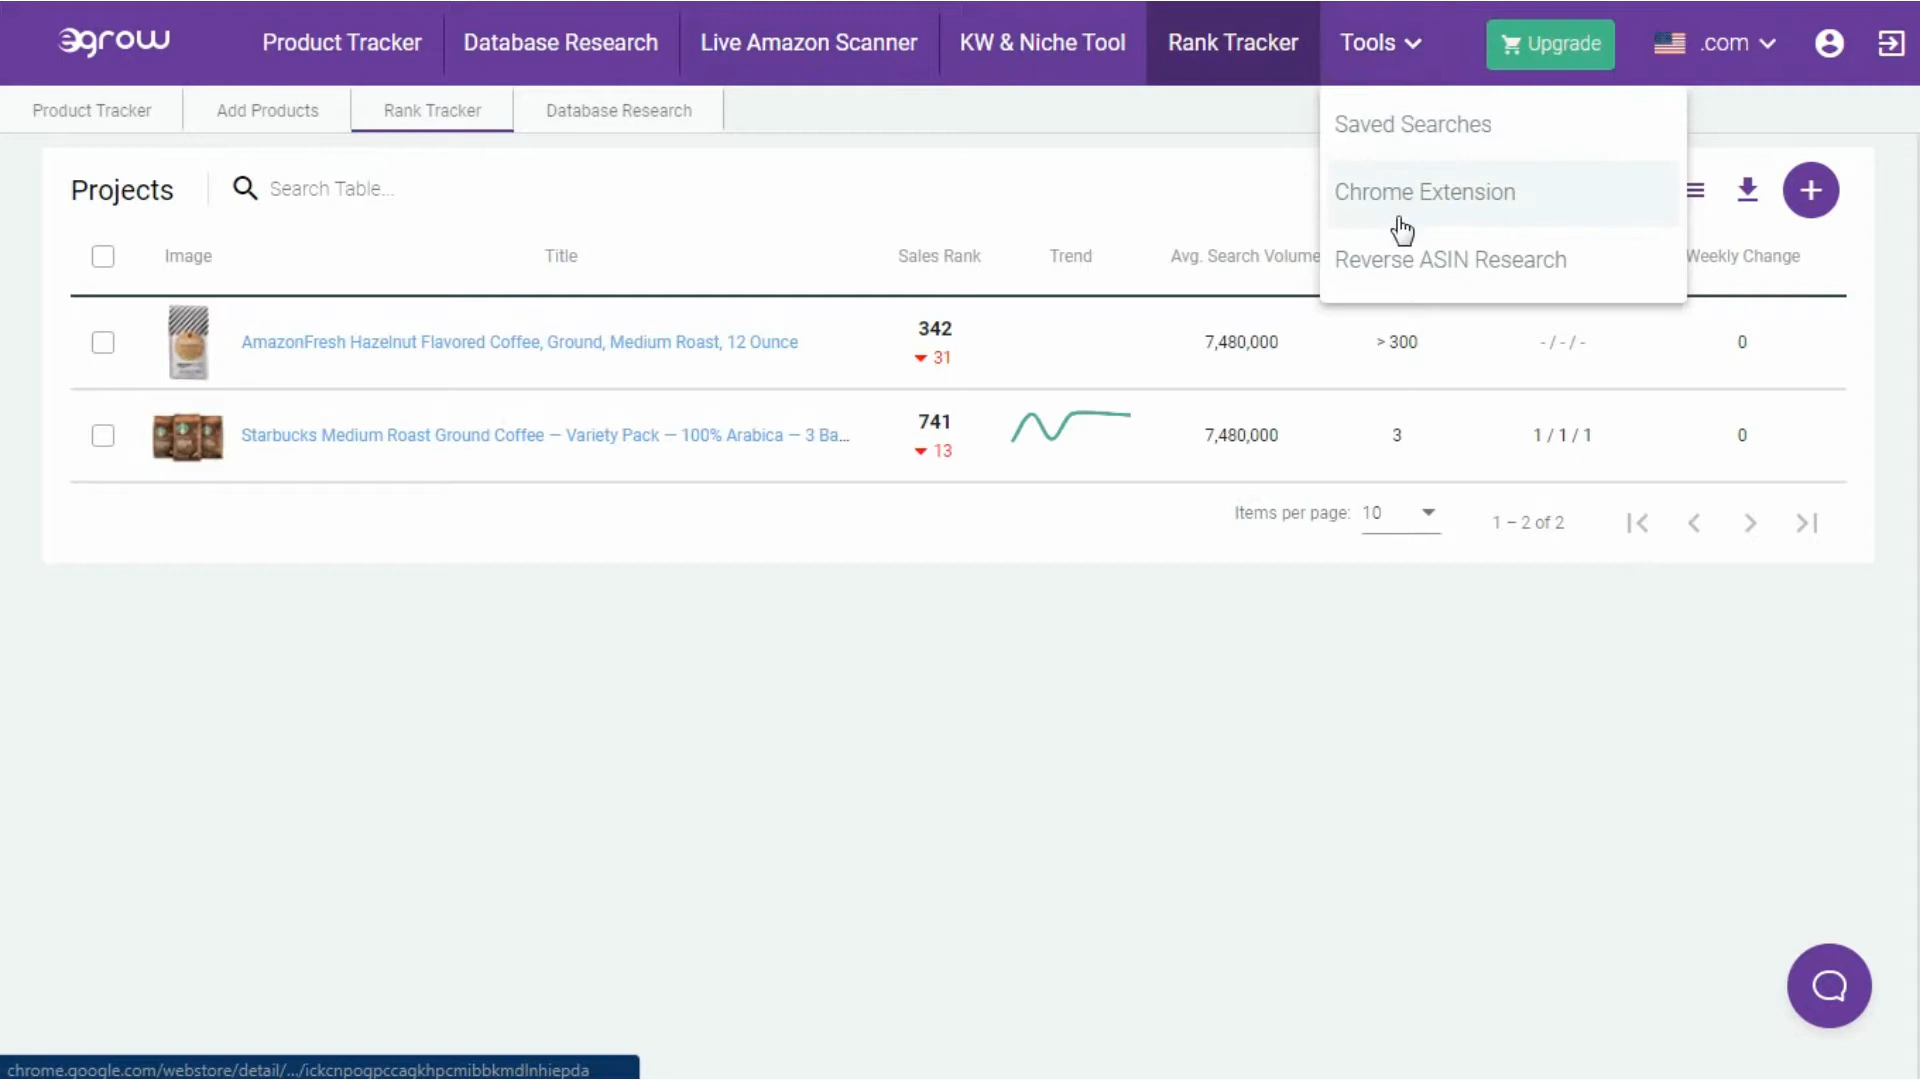 egrow
Product Tracker
Database Research
Live Amazon Scanner
KW & Niche Tool
Rank Tracker
Tools
Upgrade
.com
Product Tracker
Add Products
Rank Tracker
Database Research
Saved Searches
Chrome Extension
Reverse ASIN Research
Projects
Search Table...
Image
Title
Sales Rank
Trend
Avg. Search Volume
Weekly Change
AmazonFresh Hazelnut Flavored Coffee, Ground, Medium Roast, 12 Ounce
342
31
7,480,000
> 300
- / - / -
0
Starbucks Medium Roast Ground Coffee — Variety Pack — 100% Arabica — 3 Ba...
741
13
7,480,000
3
1 / 1 / 1
0
Items per page: 10
1 – 2 of 2
chrome.google.com/webstore/detail/.../ickcnpogpccaqkhpcmibbkmdlnhiepda